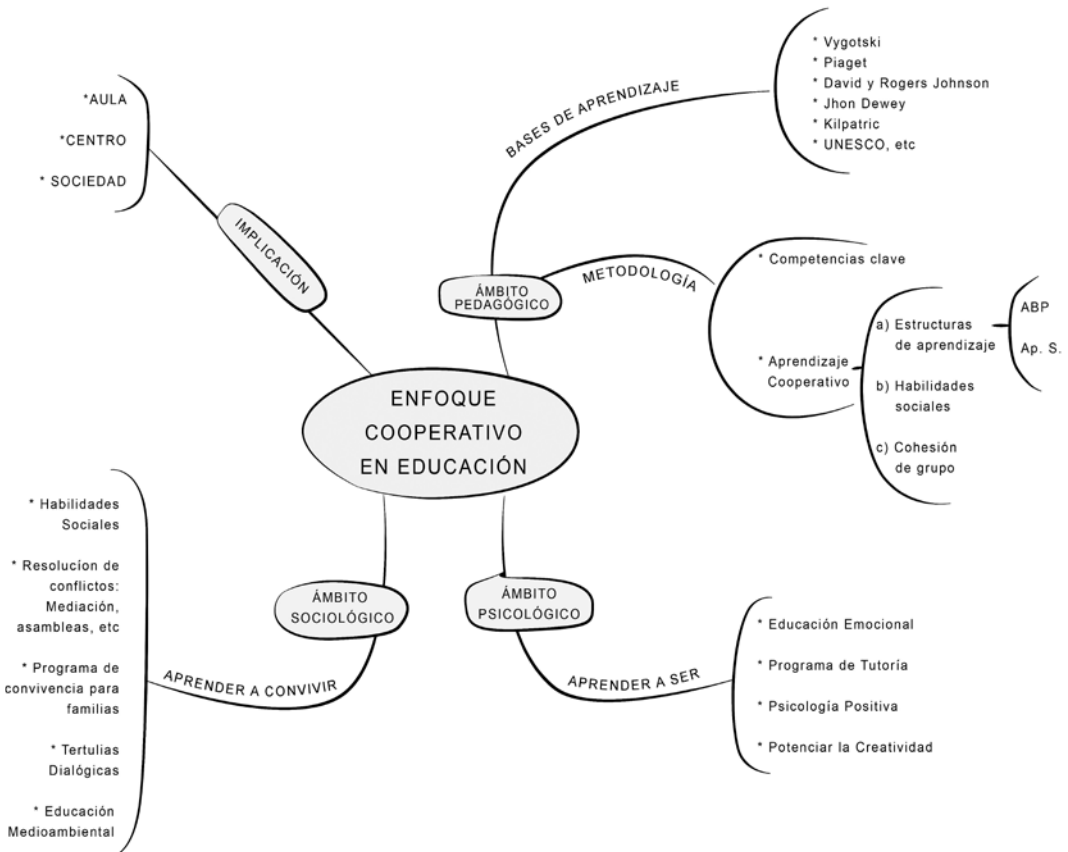 * Vygotski
* Piaget
* David y Rogers Johnson
* Jhon Dewey
* Kilpatric
* UNESCO, etc
BASES DE APRENDIZAJE
*AULA
*CENTRO
* SOCIEDAD
IMPLICACIÓN
ÁMBITO
PEDAGÓGICO
METODOLOGÍA
* Competencias clave
* Aprendizaje
Cooperativo
a) Estructuras
de aprendizaje
b) Habilidades
sociales
c) Cohesión
de grupo
ABP
Ap. S.
ENFOQUE
COOPERATIVO
EN EDUCACIÓN
* Habilidades
Sociales
* Resolucíon de
conflictos:
Mediación,
asambleas, etc
* Programa de
convivencia para
familias
* Tertulias
Dialógicas
* Educación
Medioambiental
APRENDER A CONVIVIR
ÁMBITO
SOCIOLÓGICO
ÁMBITO
PSICOLÓGICO
APRENDER A SER
* Educación Emocional
* Programa de Tutoría
* Psicología Positiva
* Potenciar la Creatividad